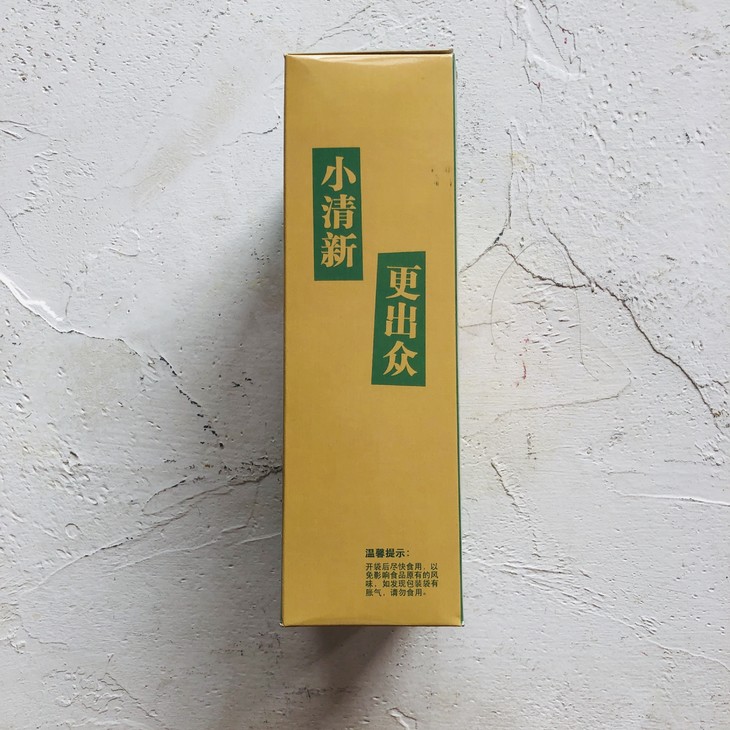 小清新
更出众
温馨提示：
开袋后尽快食用，以
免影响食品原有的风
味，如发现包装袋有
胀气，请勿食用。